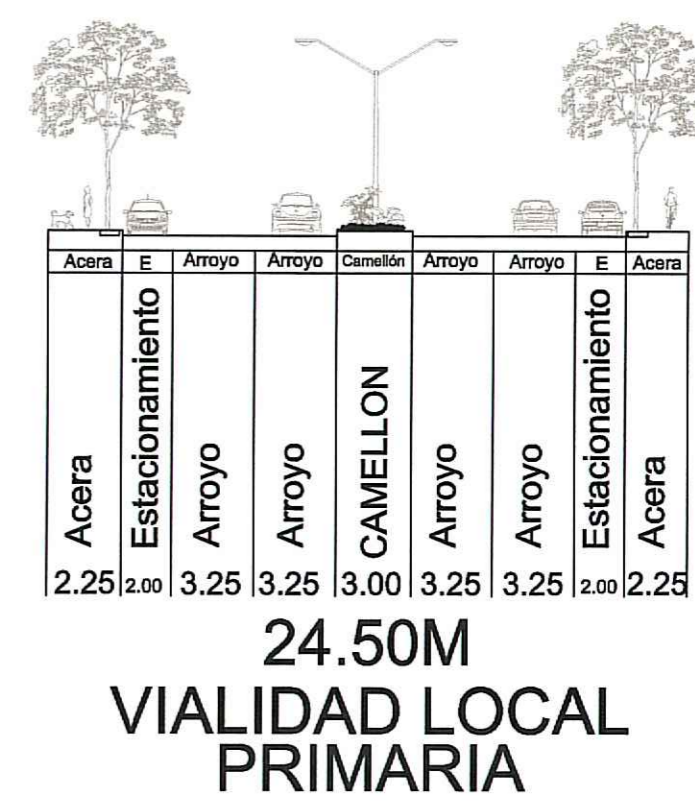 Acera E Arroyo Arroyo Camellón Arroyo Arroyo E Acera
Acera Estacionamiento Arroyo Arroyo CAMELLON Arroyo Arroyo Estacionamiento Acera
2.25 2.00 3.25 3.25 3.00 3.25 3.25 2.00 2.25
24.50M
VIALIDAD LOCAL
PRIMARIA